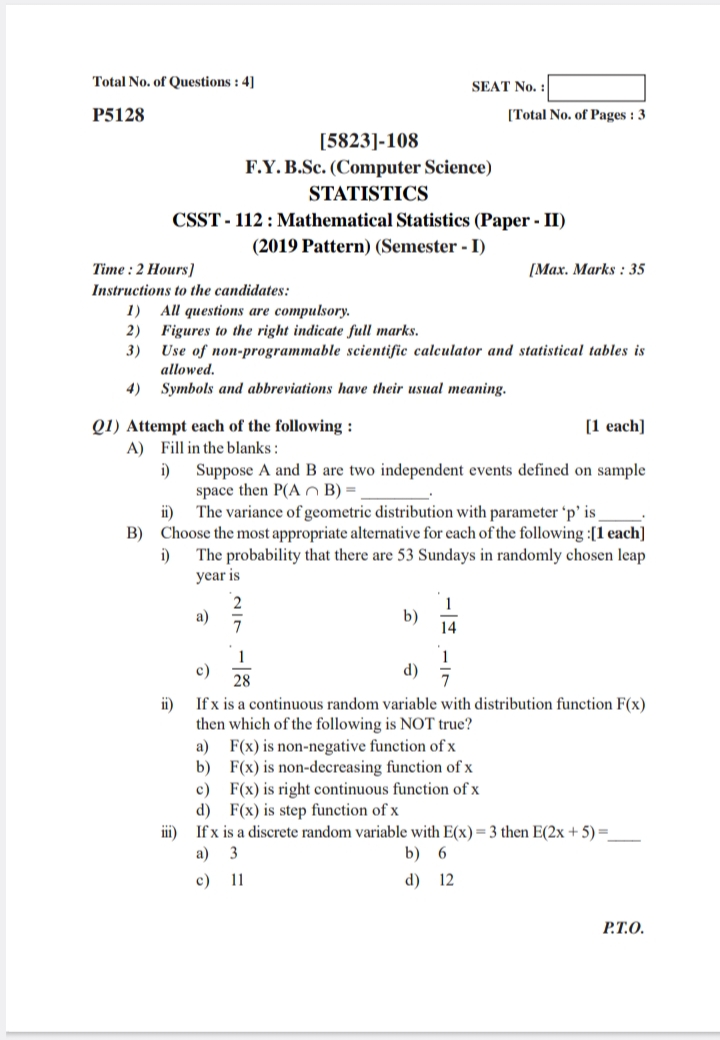 Total No. of Questions : 4]
SEAT No. :
P5128
[Total No. of Pages : 3
[5823]-108
F.Y. B.Sc. (Computer Science)
STATISTICS
CSST - 112 : Mathematical Statistics (Paper - II)
(2019 Pattern) (Semester - I)
Time : 2 Hours]
[Max. Marks : 35
Instructions to the candidates:
1) All questions are compulsory.
2) Figures to the right indicate full marks.
3) Use of non-programmable scientific calculator and statistical tables is
allowed.
4) Symbols and abbreviations have their usual meaning.
Q1) Attempt each of the following : [1 each]
A) Fill in the blanks :
i) Suppose A and B are two independent events defined on sample
space then P(A ∩ B) = ________.
ii) The variance of geometric distribution with parameter ‘p’ is _____.
B) Choose the most appropriate alternative for each of the following :[1 each]
i) The probability that there are 53 Sundays in randomly chosen leap
year is
a) 2/7 b) 1/14
c) 1/28 d) 1/7
ii) If x is a continuous random variable with distribution function F(x)
then which of the following is NOT true?
a) F(x) is non-negative function of x
b) F(x) is non-decreasing function of x
c) F(x) is right continuous function of x
d) F(x) is step function of x
iii) If x is a discrete random variable with E(x) = 3 then E(2x + 5) =____
a) 3 b) 6
c) 11 d) 12
P.T.O.